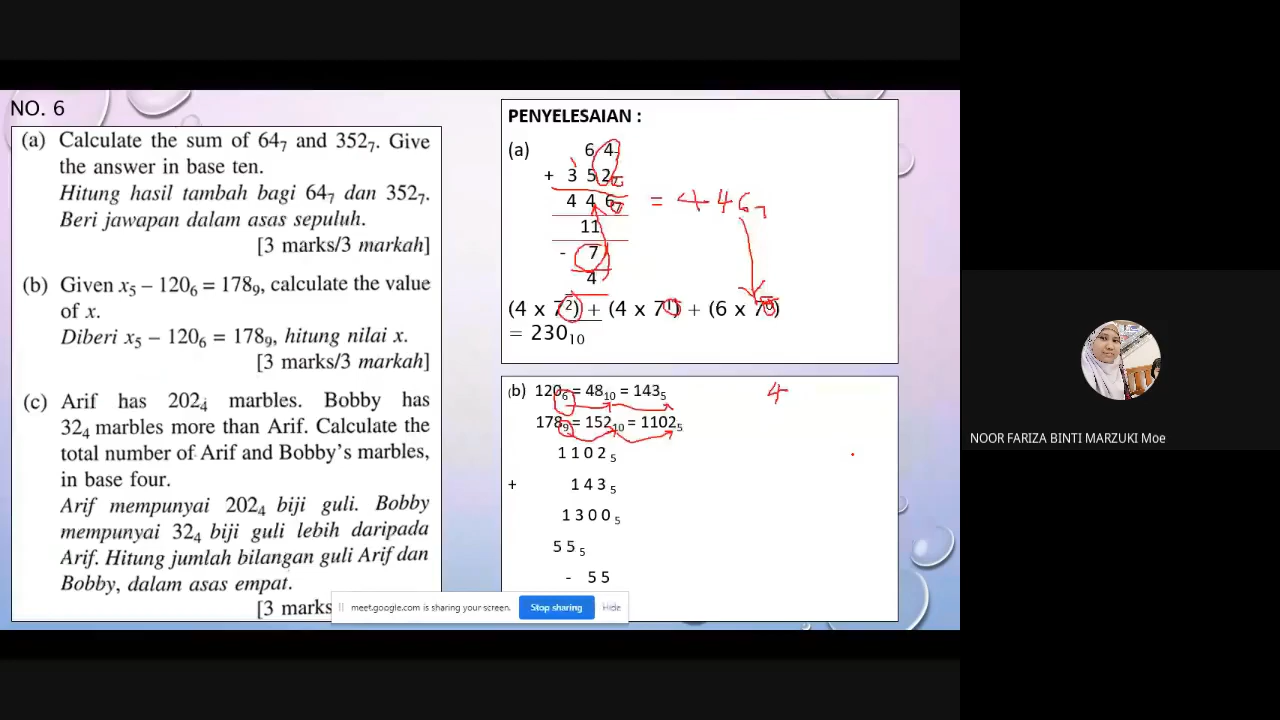 NO. 6
(a) Calculate the sum of 64₇ and 352₇. Give
the answer in base ten.
Hitung hasil tambah bagi 64₇ dan 352₇.
Beri jawapan dalam asas sepuluh.
[3 marks/3 markah]
(b) Given x₅ − 120₆ = 178₉, calculate the value
of x.
Diberi x₅ − 120₆ = 178₉, hitung nilai x.
[3 marks/3 markah]
(c) Arif has 202₄ marbles. Bobby has
32₄ marbles more than Arif. Calculate the
total number of Arif and Bobby's marbles,
in base four.
Arif mempunyai 202₄ biji guli. Bobby
mempunyai 32₄ biji guli lebih daripada
Arif. Hitung jumlah bilangan guli Arif dan
Bobby, dalam asas empat.
[3 marks
PENYELESAIAN :
(a) 6 4
1
+ 3 5 2
4 4 6₇ = 446₇
11
- 7
4
(4 x 7²) + (4 x 7¹) + (6 x 7⁰)
= 230₁₀
(b) 120₆ = 48₁₀ = 143₅ 4
178₉ = 152₁₀ = 1102₅
1 1 0 2 ₅
+ 1 4 3 ₅
1 3 0 0 ₅
5 5 ₅
- 5 5
meet.google.com is sharing your screen. Stop sharing Hide
NOOR FARIZA BINTI MARZUKI Moe